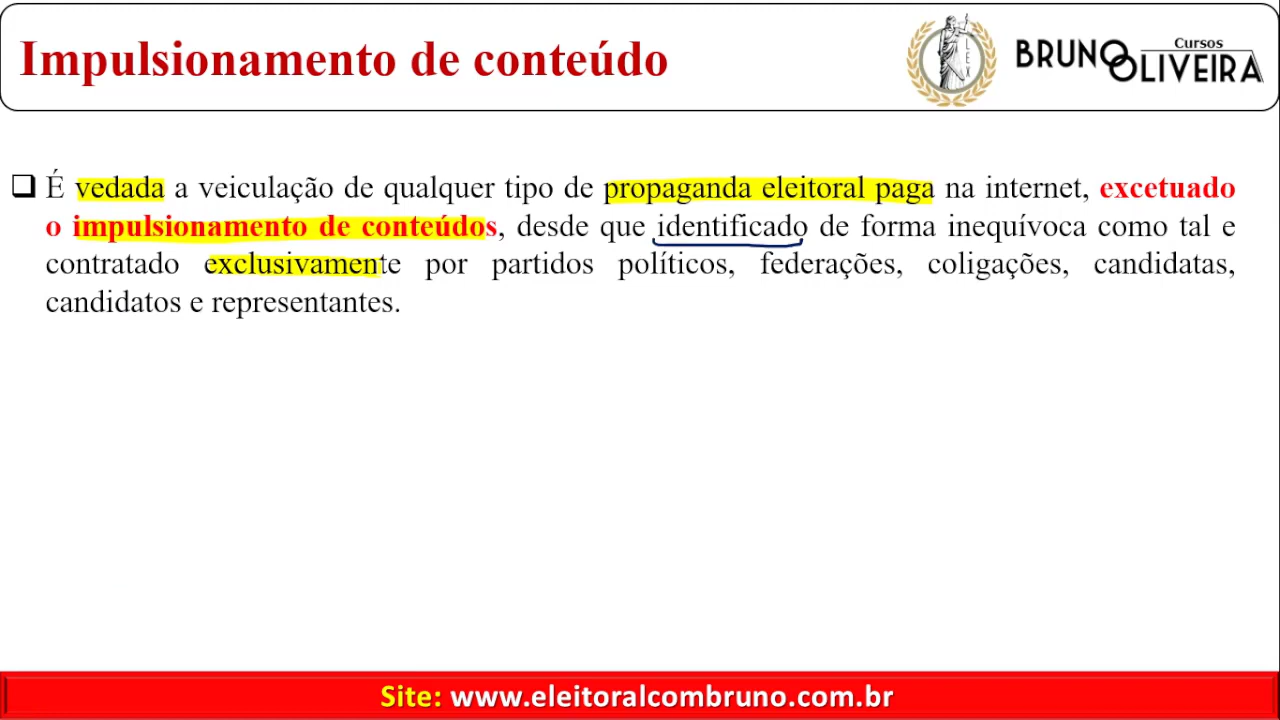 Impulsionamento de conteúdo
LEX
Cursos
BRUNO OLIVEIRA
❑ É vedada a veiculação de qualquer tipo de propaganda eleitoral paga na internet, excetuado
o impulsionamento de conteúdos, desde que identificado de forma inequívoca como tal e
contratado exclusivamente por partidos políticos, federações, coligações, candidatas,
candidatos e representantes.
Site: www.eleitoralcombruno.com.br